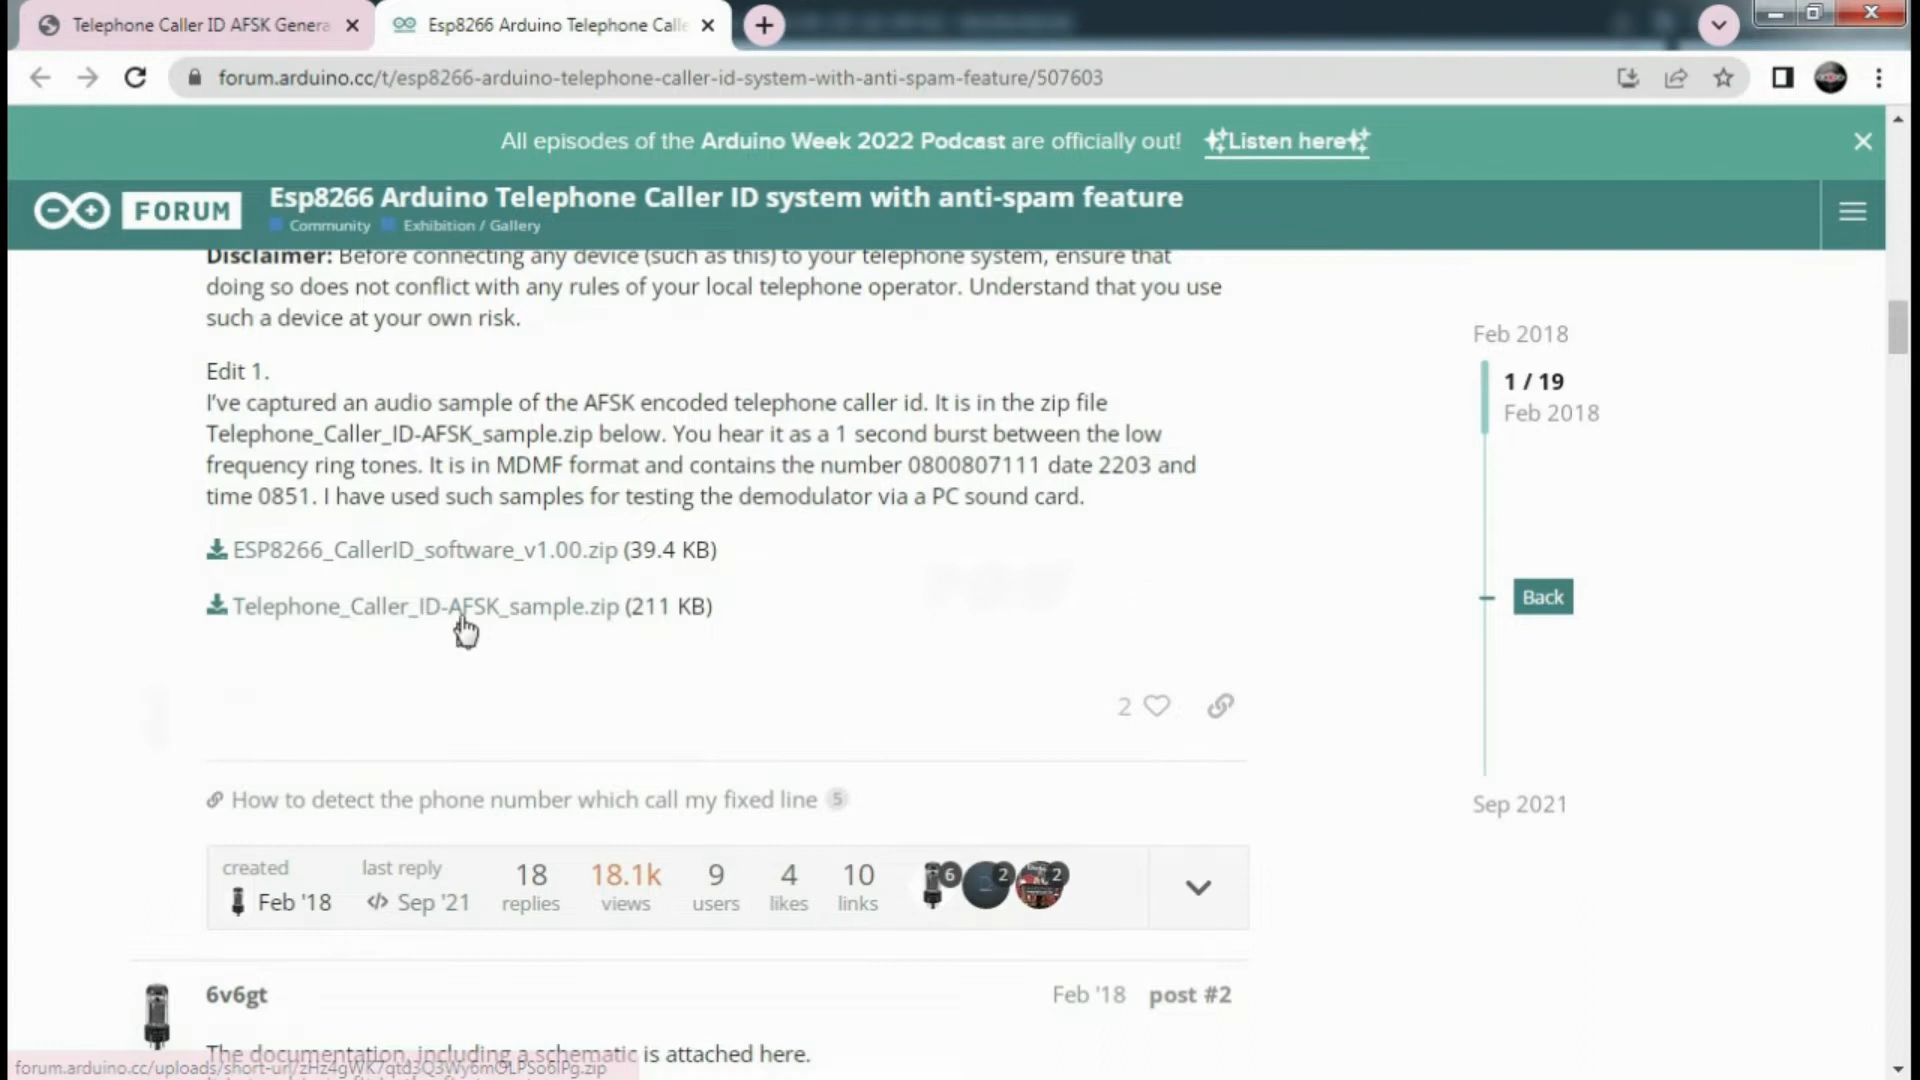 Telephone Caller ID AFSK Genera
Esp8266 Arduino Telephone Calle
forum.arduino.cc/t/esp8266-arduino-telephone-caller-id-system-with-anti-spam-feature/507603
All episodes of the Arduino Week 2022 Podcast are officially out! ✨Listen here✨
FORUM
Esp8266 Arduino Telephone Caller ID system with anti-spam feature
Community Exhibition / Gallery
Disclaimer: Before connecting any device (such as this) to your telephone system, ensure that
doing so does not conflict with any rules of your local telephone operator. Understand that you use
such a device at your own risk.
Edit 1.
I've captured an audio sample of the AFSK encoded telephone caller id. It is in the zip file
Telephone_Caller_ID-AFSK_sample.zip below. You hear it as a 1 second burst between the low
frequency ring tones. It is in MDMF format and contains the number 0800807111 date 2203 and
time 0851. I have used such samples for testing the demodulator via a PC sound card.
ESP8266_CallerID_software_v1.00.zip (39.4 KB)
Telephone_Caller_ID-AFSK_sample.zip (211 KB)
Feb 2018
1 / 19
Feb 2018
Back
Sep 2021
2
How to detect the phone number which call my fixed line 5
created last reply 18 18.1k 9 4 10 6 2 2
Feb '18 Sep '21 replies views users likes links
6v6gt Feb '18 post #2
The documentation, including a schematic is attached here.